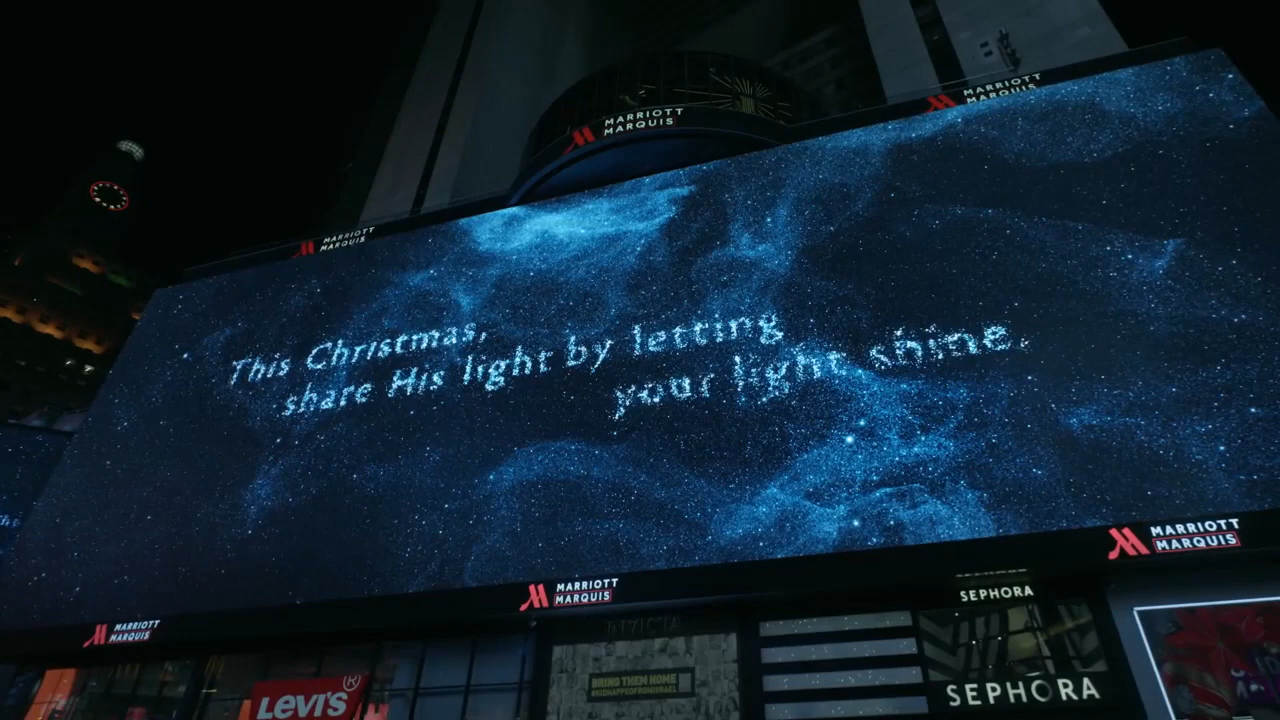 MARRIOTT
MARQUIS
MARRIOTT
MARQUIS
MARRIOTT
MARQUIS
This Christmas,
share His light by letting
your light shine.
MARRIOTT
MARQUIS
MARRIOTT
MARQUIS
MARRIOTT
MARQUIS
SEPHORA
LEVI'S®
BRING THEM HOME
#KIDNAPPEDFROMISRAEL
SEPHORA